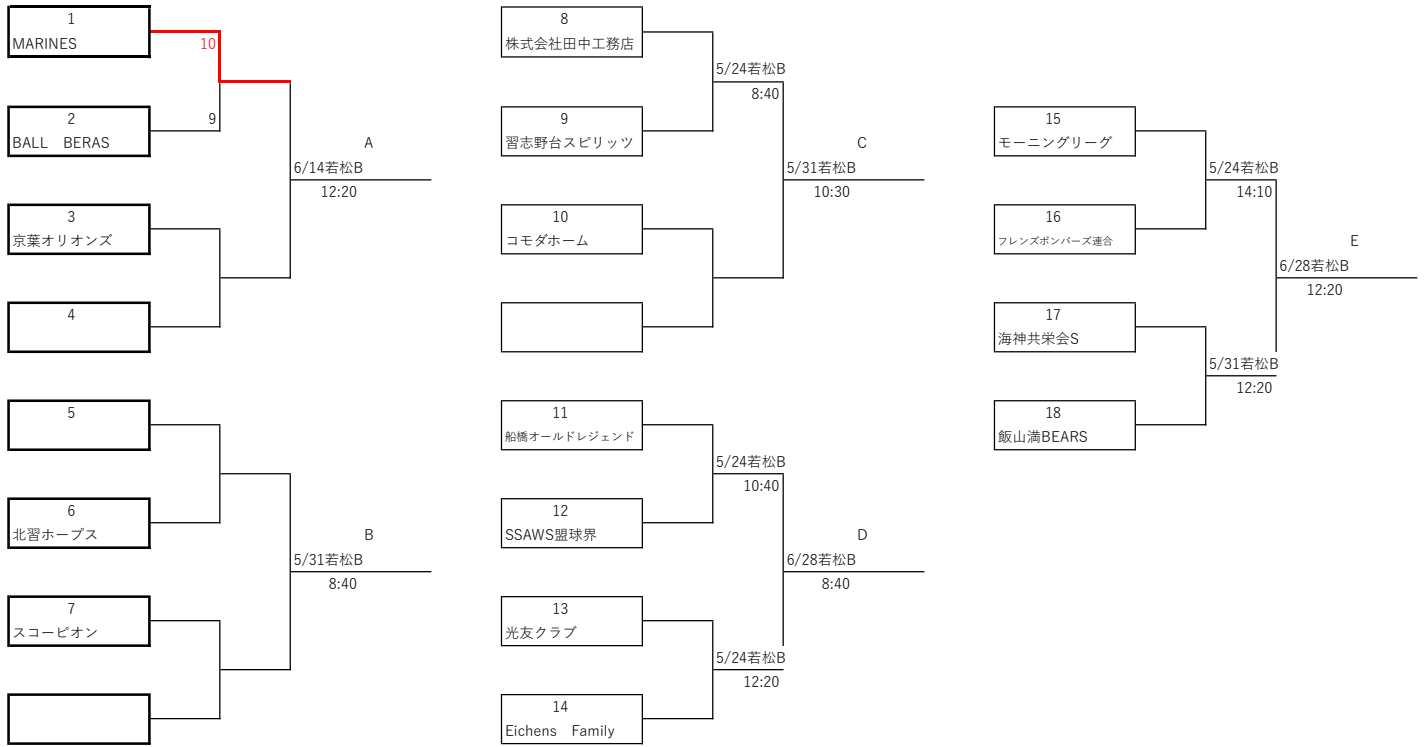 1
MARINES
10
2
BALL　BERAS
9
A
6/14若松B
12:20
3
京葉オリオンズ
4
5
6
北習ホープス
B
5/31若松B
8:40
7
スコーピオン
8
株式会社田中工務店
5/24若松B
8:40
9
習志野台スピリッツ
C
5/31若松B
10:30
10
コモダホーム
11
船橋オールドレジェンド
5/24若松B
10:40
12
SSAWS盟球界
D
6/28若松B
8:40
13
光友クラブ
5/24若松B
12:20
14
Eichens　Family
15
モーニングリーグ
5/24若松B
14:10
16
フレンズボンバーズ連合
E
6/28若松B
12:20
17
海神共栄会S
5/31若松B
12:20
18
飯山満BEARS